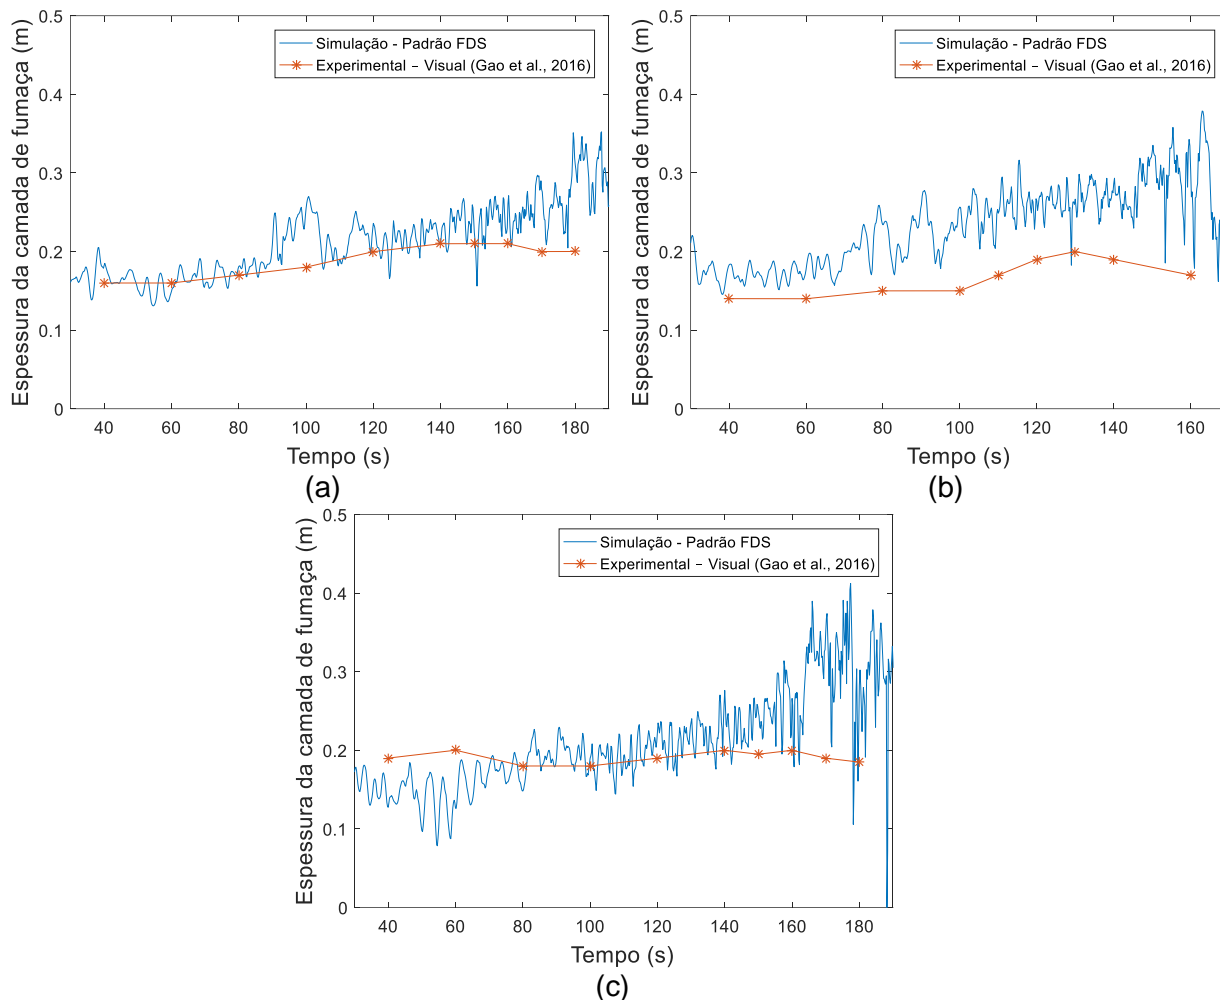 Espessura da camada de fumaça (m)
0.5
0.4
0.3
0.2
0.1
0
Simulação - Padrão FDS
Experimental – Visual (Gao et al., 2016)
40 60 80 100 120 140 160 180
Tempo (s)
(a)
Espessura da camada de fumaça (m)
0.5
0.4
0.3
0.2
0.1
0
Simulação - Padrão FDS
Experimental – Visual (Gao et al., 2016)
40 60 80 100 120 140 160
Tempo (s)
(b)
Espessura da camada de fumaça (m)
0.5
0.4
0.3
0.2
0.1
0
Simulação - Padrão FDS
Experimental – Visual (Gao et al., 2016)
40 60 80 100 120 140 160 180
Tempo (s)
(c)